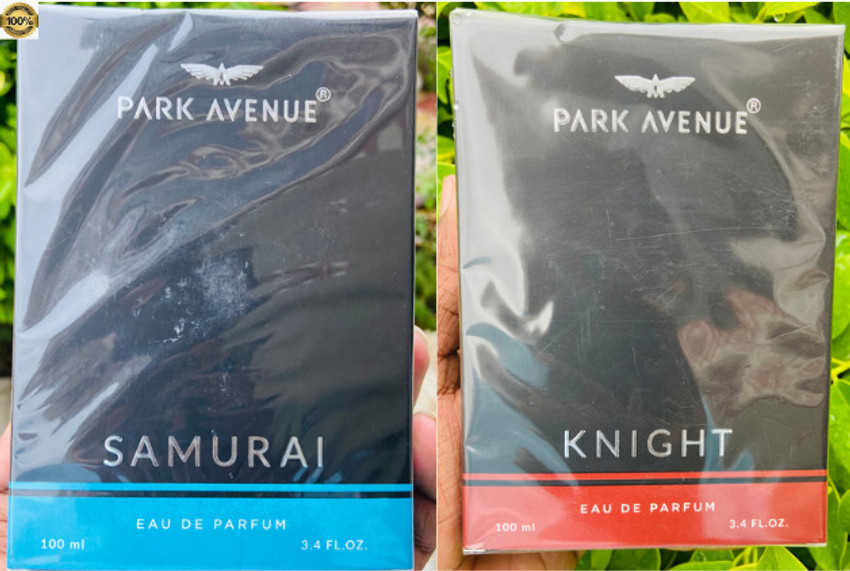 100%
PARK AVENUE®
SAMURAI
EAU DE PARFUM
100 ml
3.4 FL.OZ.
PARK AVENUE®
KNIGHT
EAU DE PARFUM
100 ml
3.4 FL.OZ.